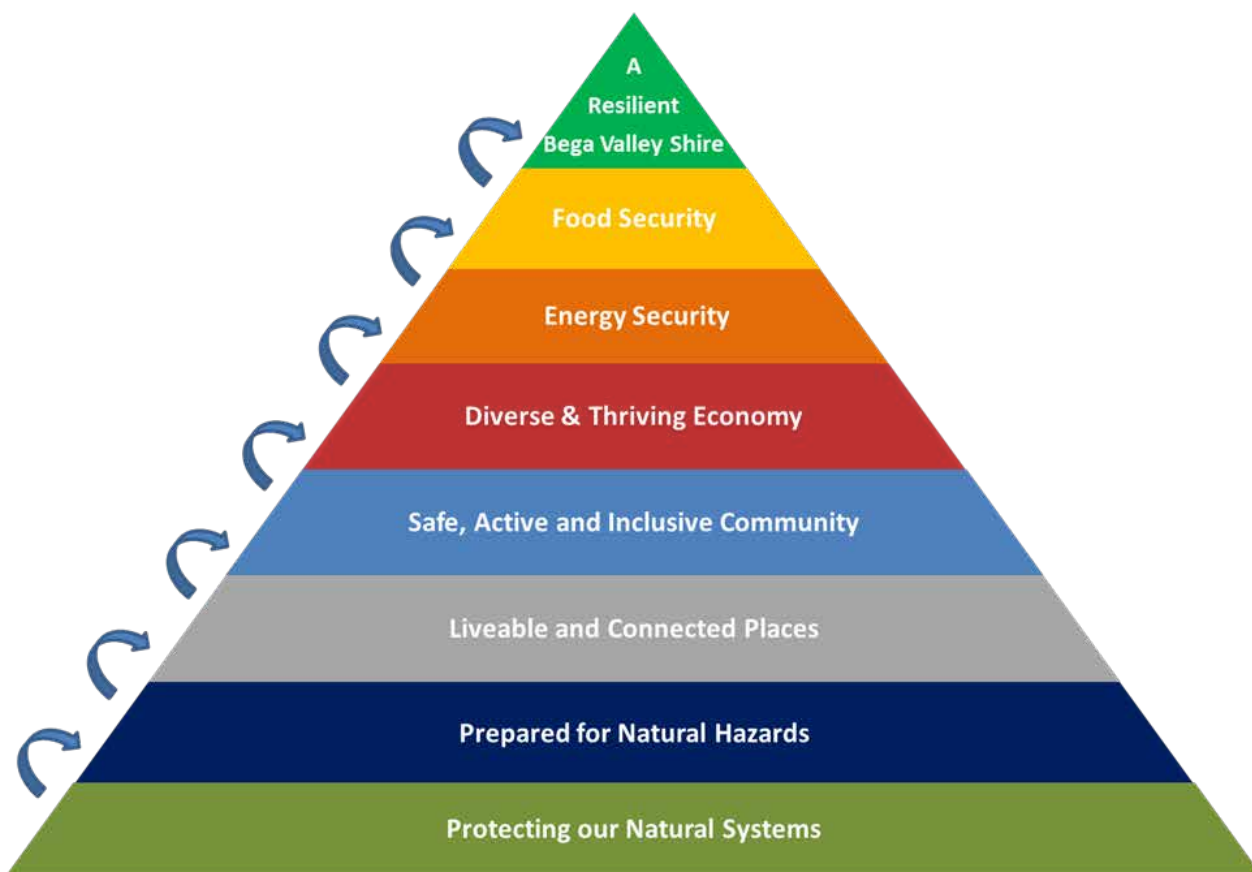 A
Resilient
Bega Valley Shire
Food Security
Energy Security
Diverse & Thriving Economy
Safe, Active and Inclusive Community
Liveable and Connected Places
Prepared for Natural Hazards
Protecting our Natural Systems